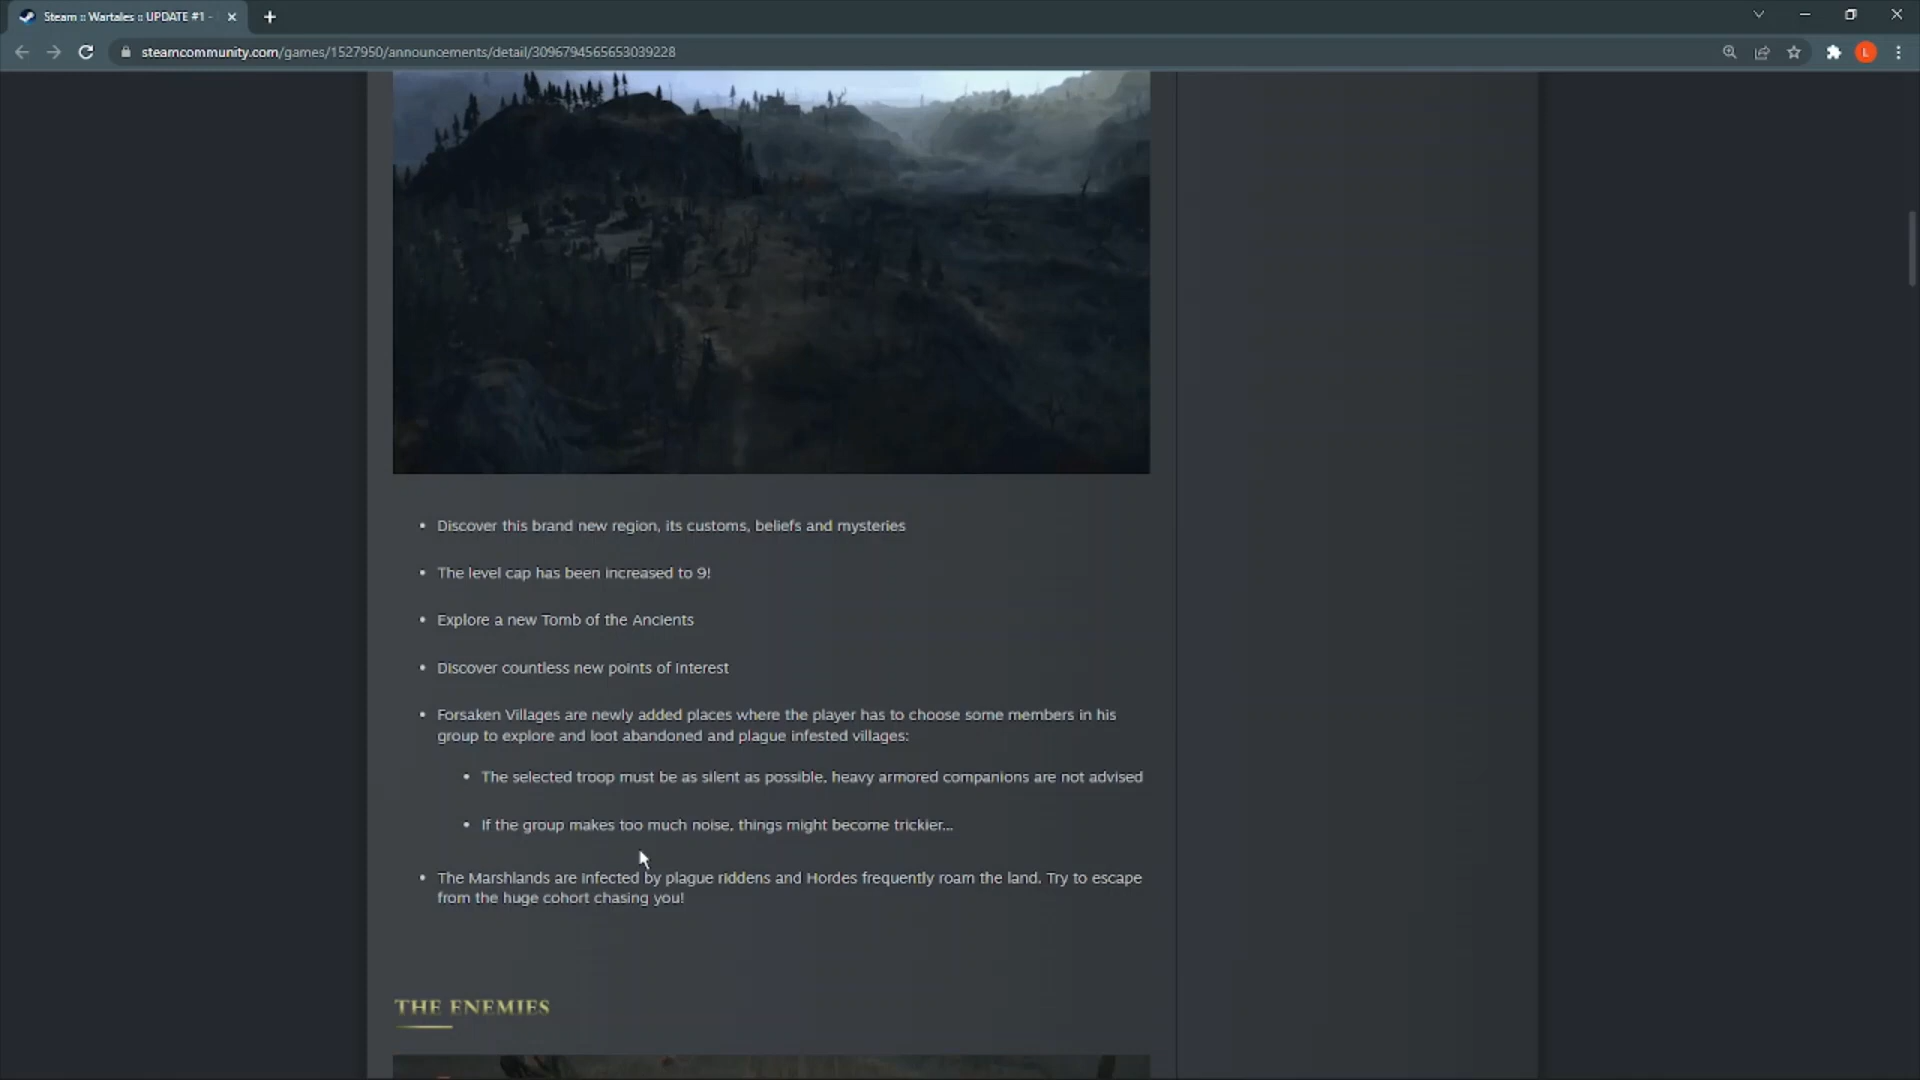 Steam :: Wartales :: UPDATE #1 -
steamcommunity.com/games/1527950/announcements/detail/3096794565653039228
L
• Discover this brand new region, its customs, beliefs and mysteries
• The level cap has been increased to 9!
• Explore a new Tomb of the Ancients
• Discover countless new points of Interest
• Forsaken Villages are newly added places where the player has to choose some members in his
group to explore and loot abandoned and plague infested villages:
• The selected troop must be as silent as possible, heavy armored companions are not advised
• If the group makes too much noise, things might become trickier...
• The Marshlands are infected by plague riddens and Hordes frequently roam the land. Try to escape
from the huge cohort chasing you!
THE ENEMIES